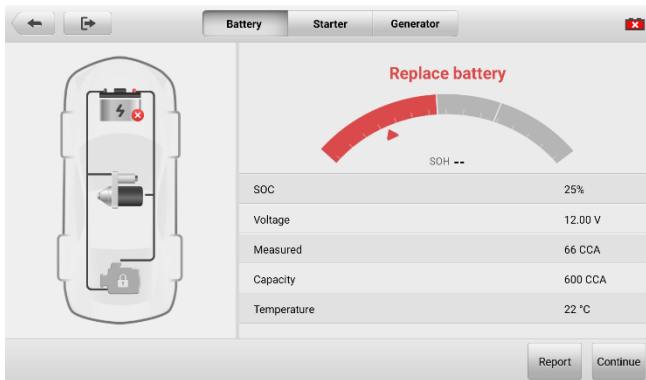 Battery Starter Generator
Replace battery
SOH --
SOC 25%
Voltage 12.00 V
Measured 66 CCA
Capacity 600 CCA
Temperature 22 °C
Report Continue